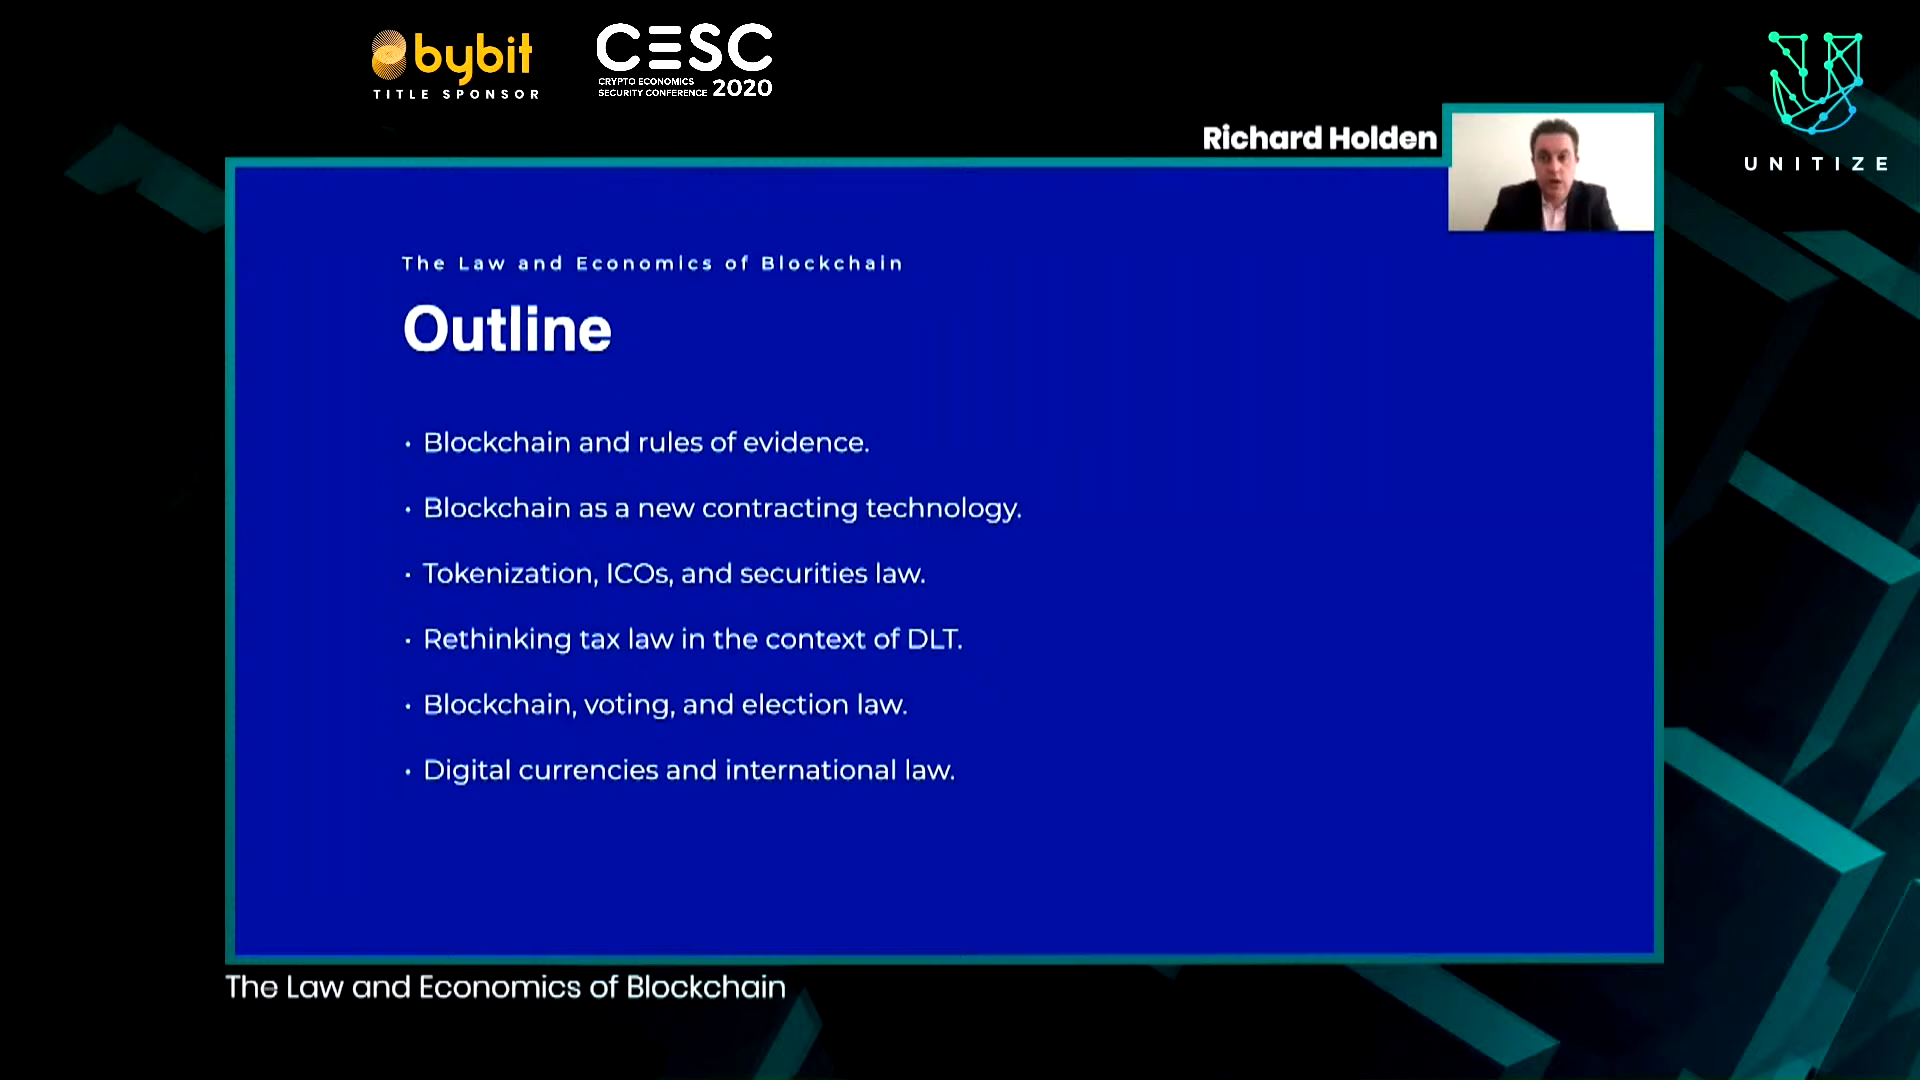 bybit
TITLE SPONSOR
CESC
CRYPTO ECONOMICS
SECURITY CONFERENCE 2020
UNITIZE
Richard Holden
The Law and Economics of Blockchain
Outline
· Blockchain and rules of evidence.
· Blockchain as a new contracting technology.
· Tokenization, ICOs, and securities law.
· Rethinking tax law in the context of DLT.
· Blockchain, voting, and election law.
· Digital currencies and international law.
The Law and Economics of Blockchain